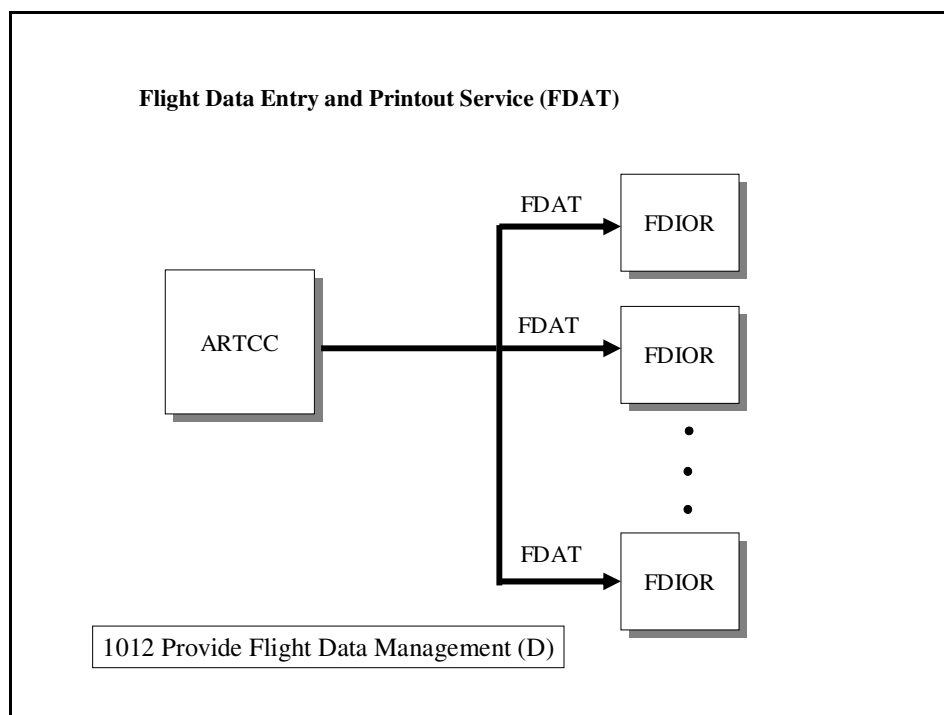 Flight Data Entry and Printout Service (FDAT)
FDAT
FDIOR
ARTCC
FDAT
FDIOR
FDAT
FDIOR
1012 Provide Flight Data Management (D)